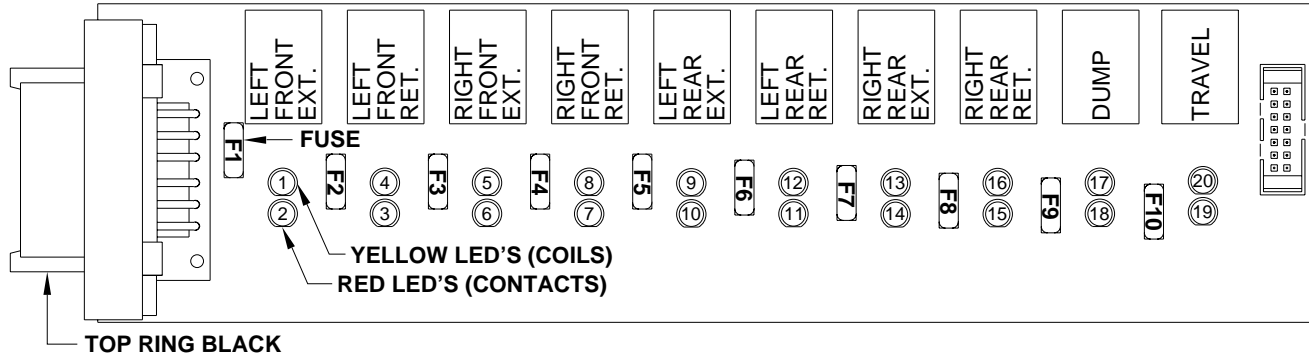 LEFT
FRONT
EXT.
LEFT
FRONT
RET.
RIGHT
FRONT
EXT.
RIGHT
FRONT
RET.
LEFT
REAR
EXT.
LEFT
REAR
RET.
RIGHT
REAR
EXT.
RIGHT
REAR
RET.
DUMP
TRAVEL
F1
FUSE
F2
F3
F4
F5
F6
F7
F8
F9
F10
1 4 5 8 9 12 13 16 17 20
2 3 6 7 10 11 14 15 18 19
YELLOW LED'S (COILS)
RED LED'S (CONTACTS)
TOP RING BLACK